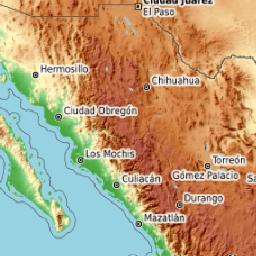 Ciudad Juárez
El Paso
Hermosillo
Chihuahua
Ciudad Obregón
Los Mochis
Torreón
Gómez Palacio
Culiacán
Durango
Mazatlán